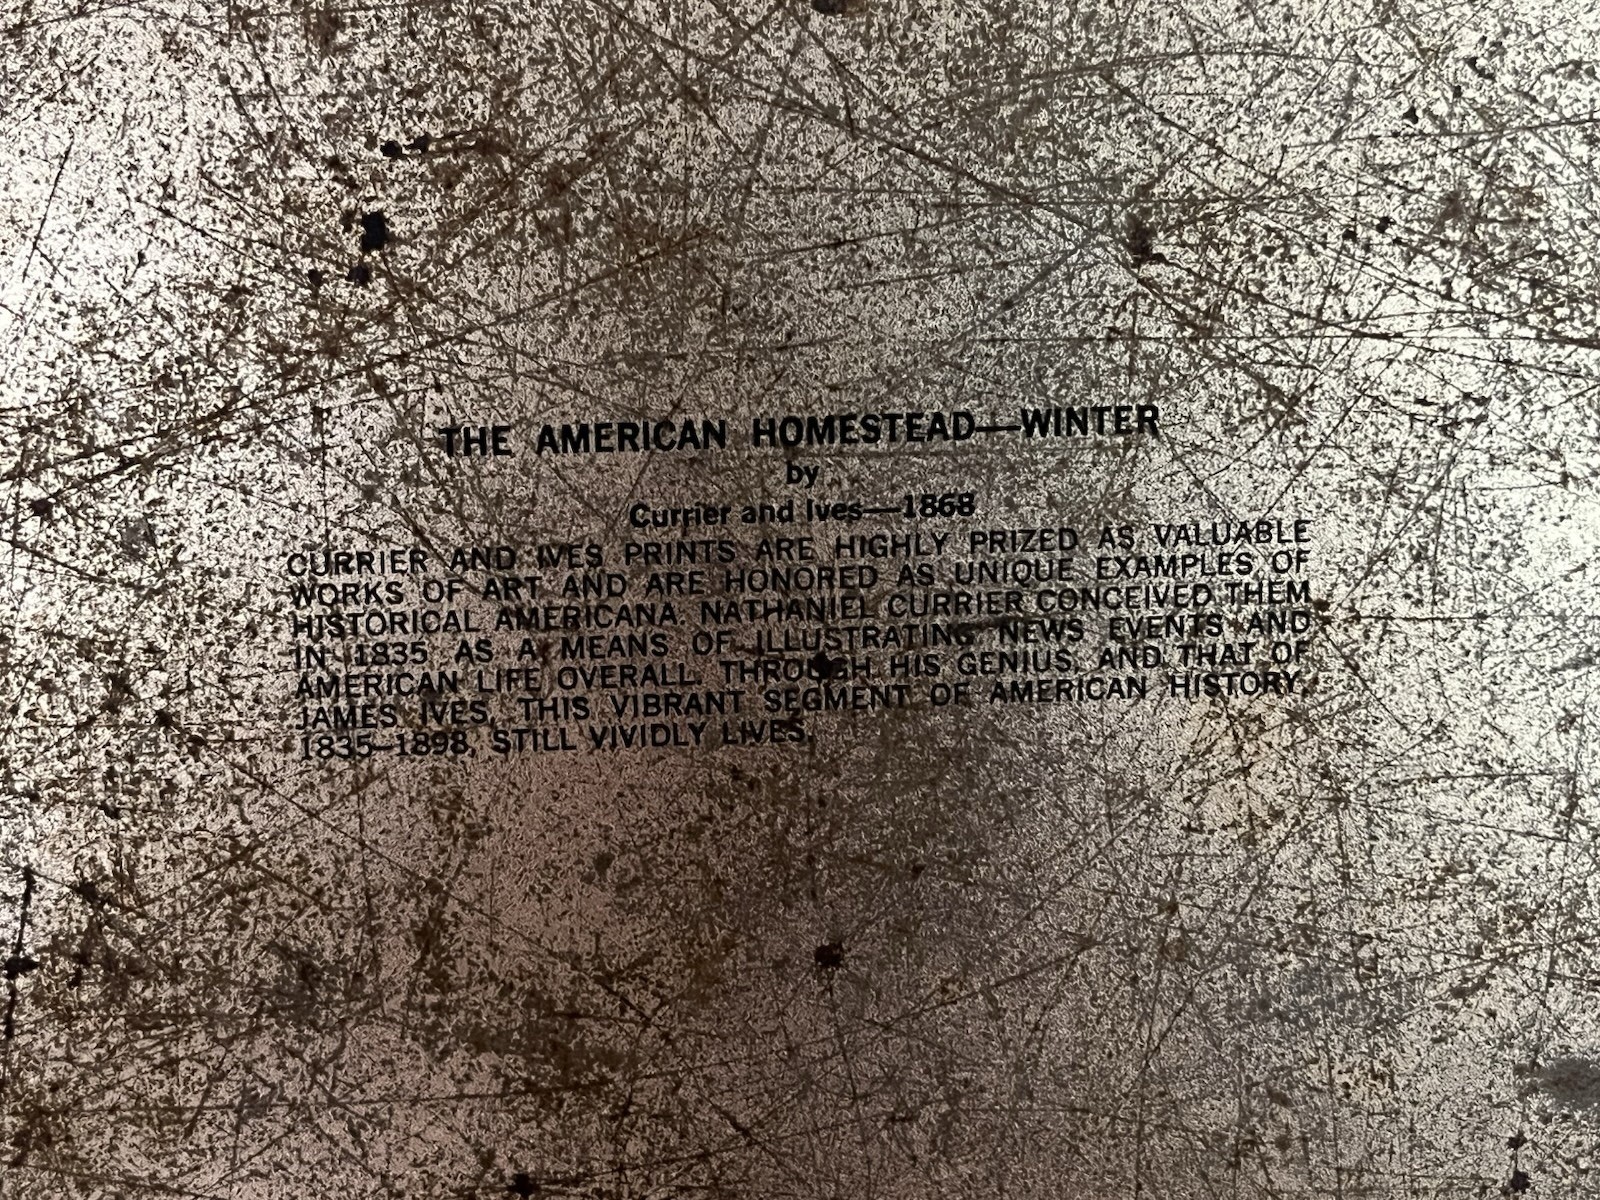 THE AMERICAN HOMESTEAD—WINTER
by
Currier and Ives—1868
CURRIER AND IVES PRINTS ARE HIGHLY PRIZED AS VALUABLE
WORKS OF ART AND ARE HONORED AS UNIQUE EXAMPLES OF
HISTORICAL AMERICANA. NATHANIEL CURRIER CONCEIVED THEM
IN 1835 AS A MEANS OF ILLUSTRATING NEWS EVENTS AND
AMERICAN LIFE OVERALL. THROUGH HIS GENIUS, AND THAT OF
JAMES IVES, THIS VIBRANT SEGMENT OF AMERICAN HISTORY,
1835–1898, STILL VIVIDLY LIVES.